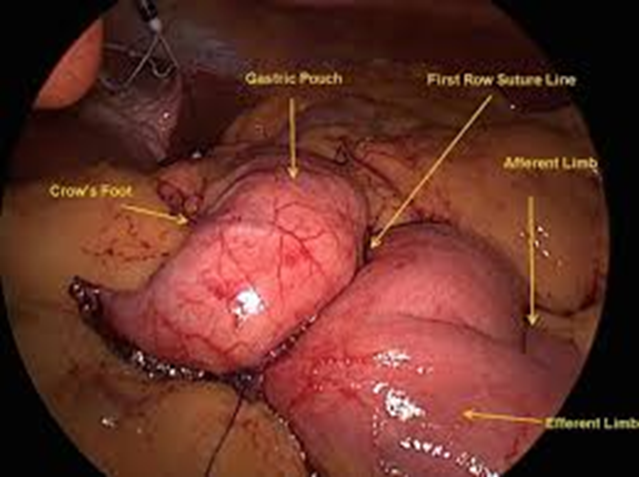 Gastric Pouch
First Row Suture Line
Afferent Limb
Crow's Foot
Efferent Limb